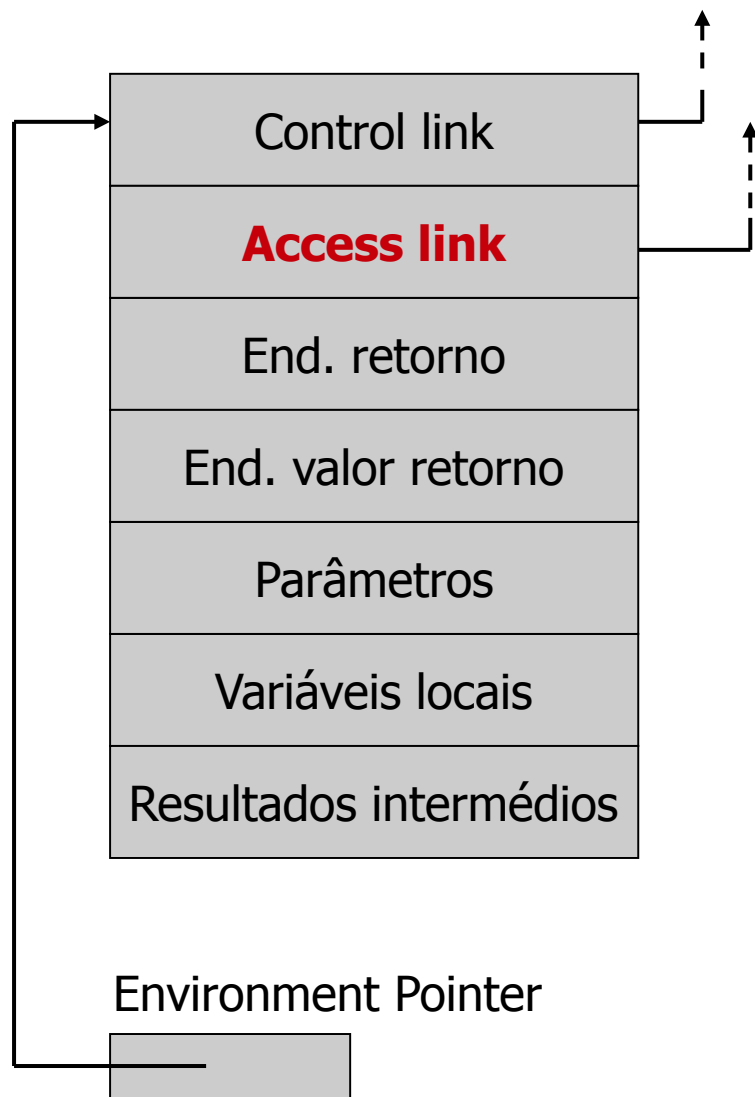 Control link
Access link
End. retorno
End. valor retorno
Parâmetros
Variáveis locais
Resultados intermédios
Environment Pointer